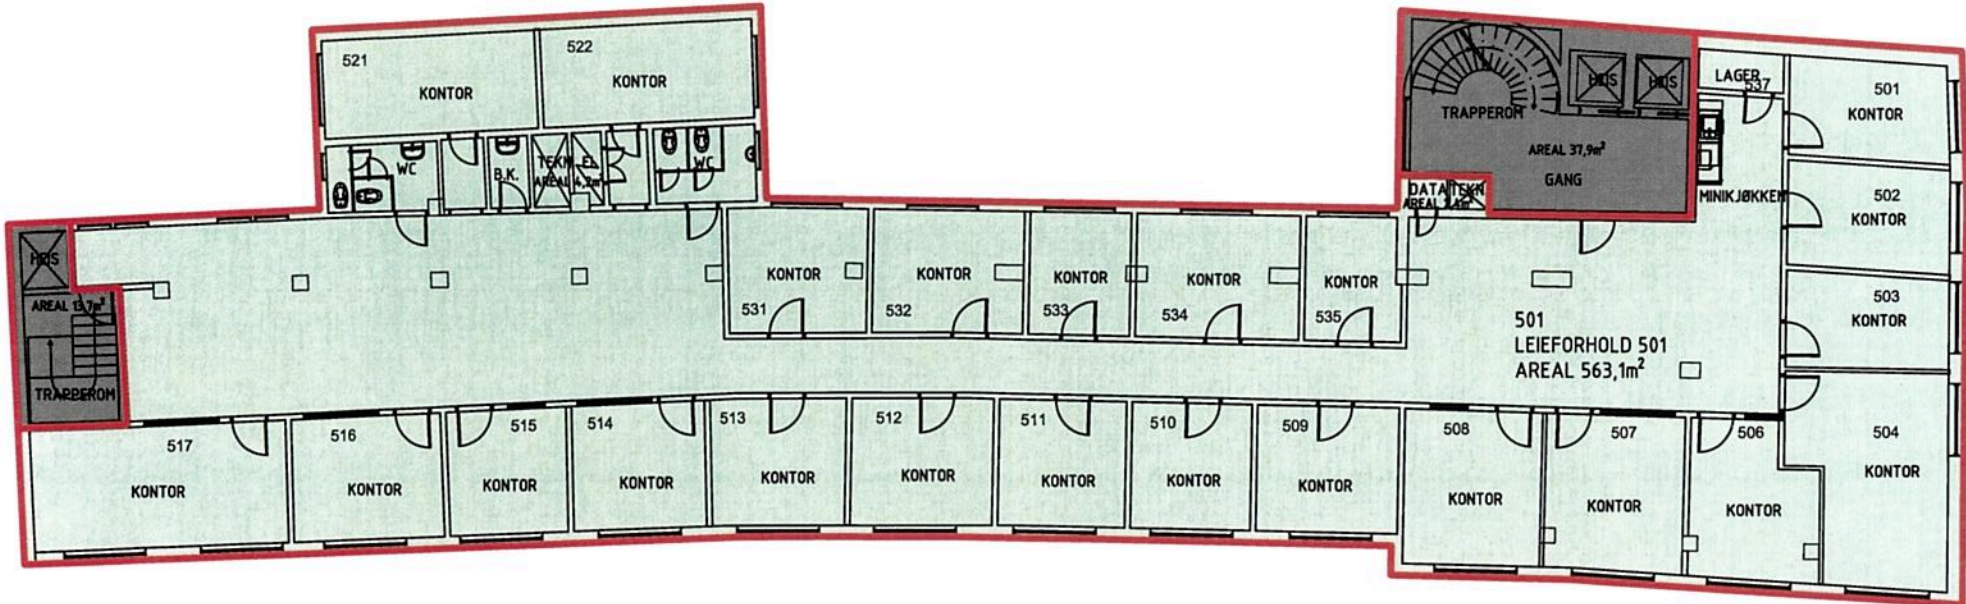 521
KONTOR
522
KONTOR
WC
B.K.
TEKN. EL
AREAL 4,2m²
WC
HEIS
AREAL 13,7m²
TRAPPEROM
KONTOR
531
KONTOR
532
KONTOR
533
KONTOR
534
KONTOR
535
TRAPPEROM
HEIS
HEIS
AREAL 37,9m²
GANG
DATA TEKN
LAGER
537
MINIKJØKKEN
501
KONTOR
502
KONTOR
503
KONTOR
504
KONTOR
501
LEIEFORHOLD 501
AREAL 563,1m²
517
KONTOR
516
KONTOR
515
KONTOR
514
KONTOR
513
KONTOR
512
KONTOR
511
KONTOR
510
KONTOR
509
KONTOR
508
KONTOR
507
KONTOR
506
KONTOR